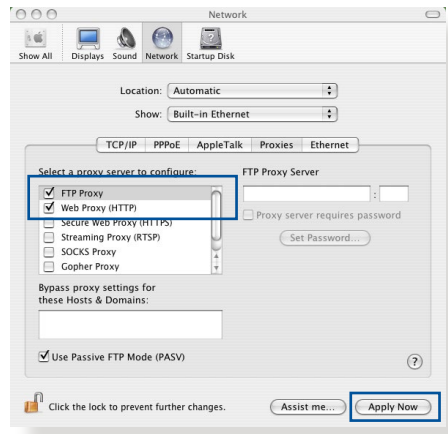 Network
Show All Displays Sound Network Startup Disk
Location: Automatic
Show: Built-in Ethernet
TCP/IP PPPoE AppleTalk Proxies Ethernet
Select a proxy server to configure: FTP Proxy Server
FTP Proxy :
Web Proxy (HTTP) Proxy server requires password
Secure Web Proxy (HTTPS)
Streaming Proxy (RTSP) Set Password...
SOCKS Proxy
Gopher Proxy
Bypass proxy settings for
these Hosts & Domains:
Use Passive FTP Mode (PASV) ?
Click the lock to prevent further changes. Assist me... Apply Now